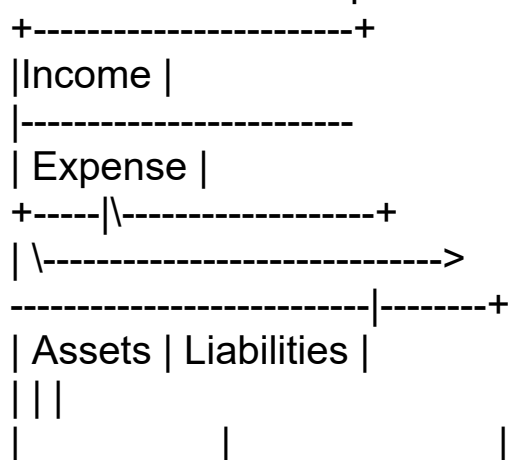 +------------------------+
|Income |
|-------------------------
| Expense |
+-----|\-------------------+
| \------------------------------>
---------------------------|--------+
| Assets | Liabilities |
| | |
| | |